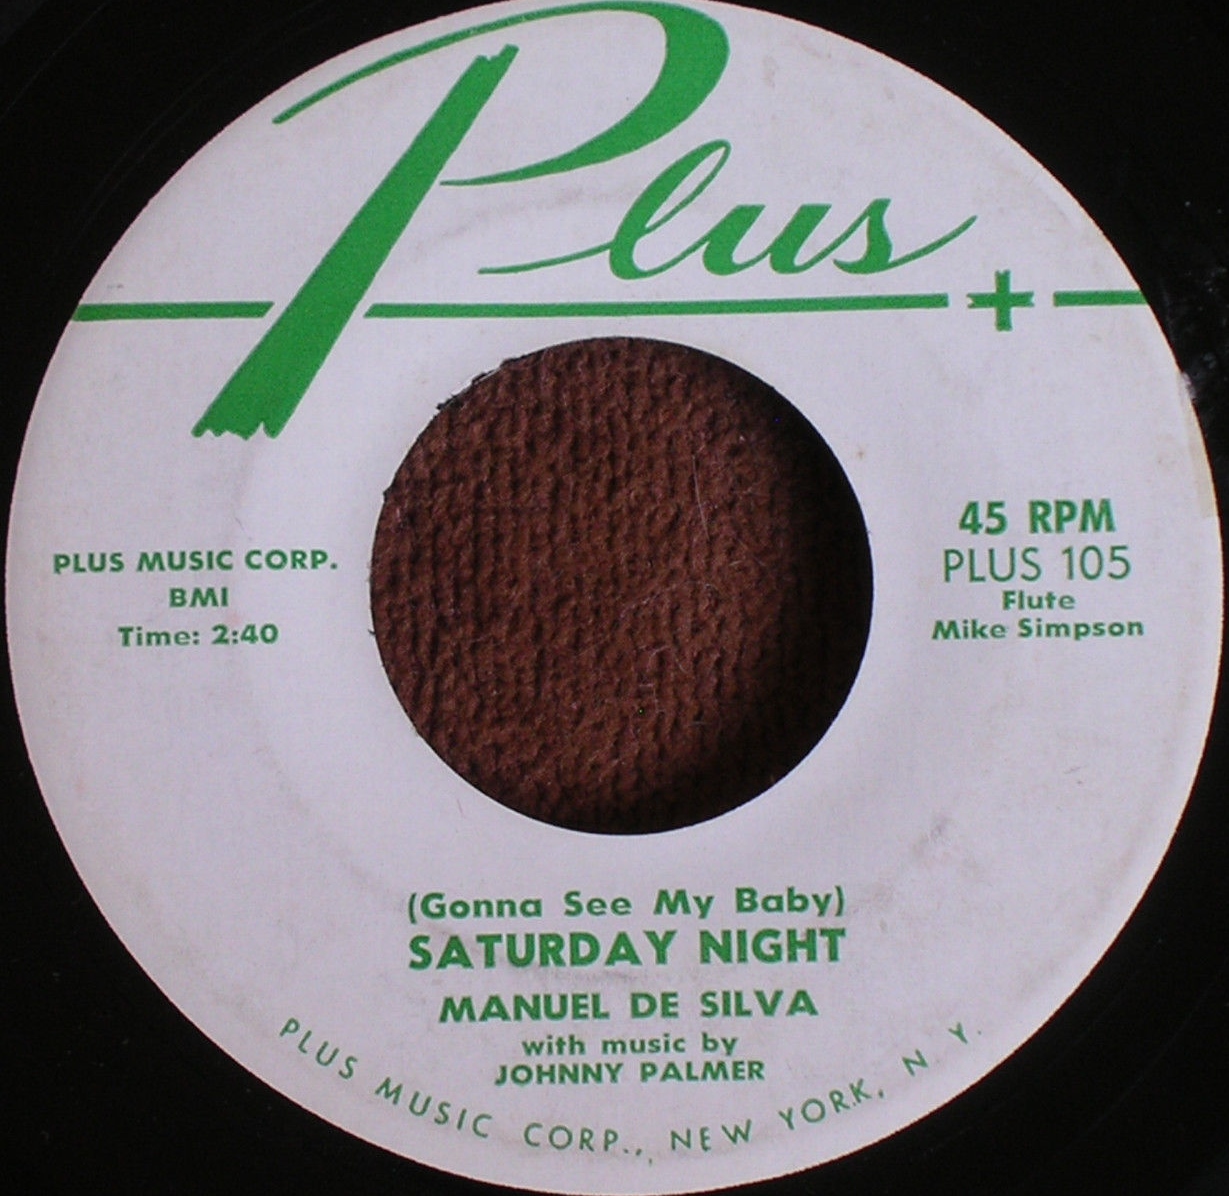 Plus
+
PLUS MUSIC CORP.
BMI
Time: 2:40
45 RPM
PLUS 105
Flute
Mike Simpson
(Gonna See My Baby)
SATURDAY NIGHT
MANUEL DE SILVA
with music by
JOHNNY PALMER
PLUS MUSIC CORP., NEW YORK, N.Y.